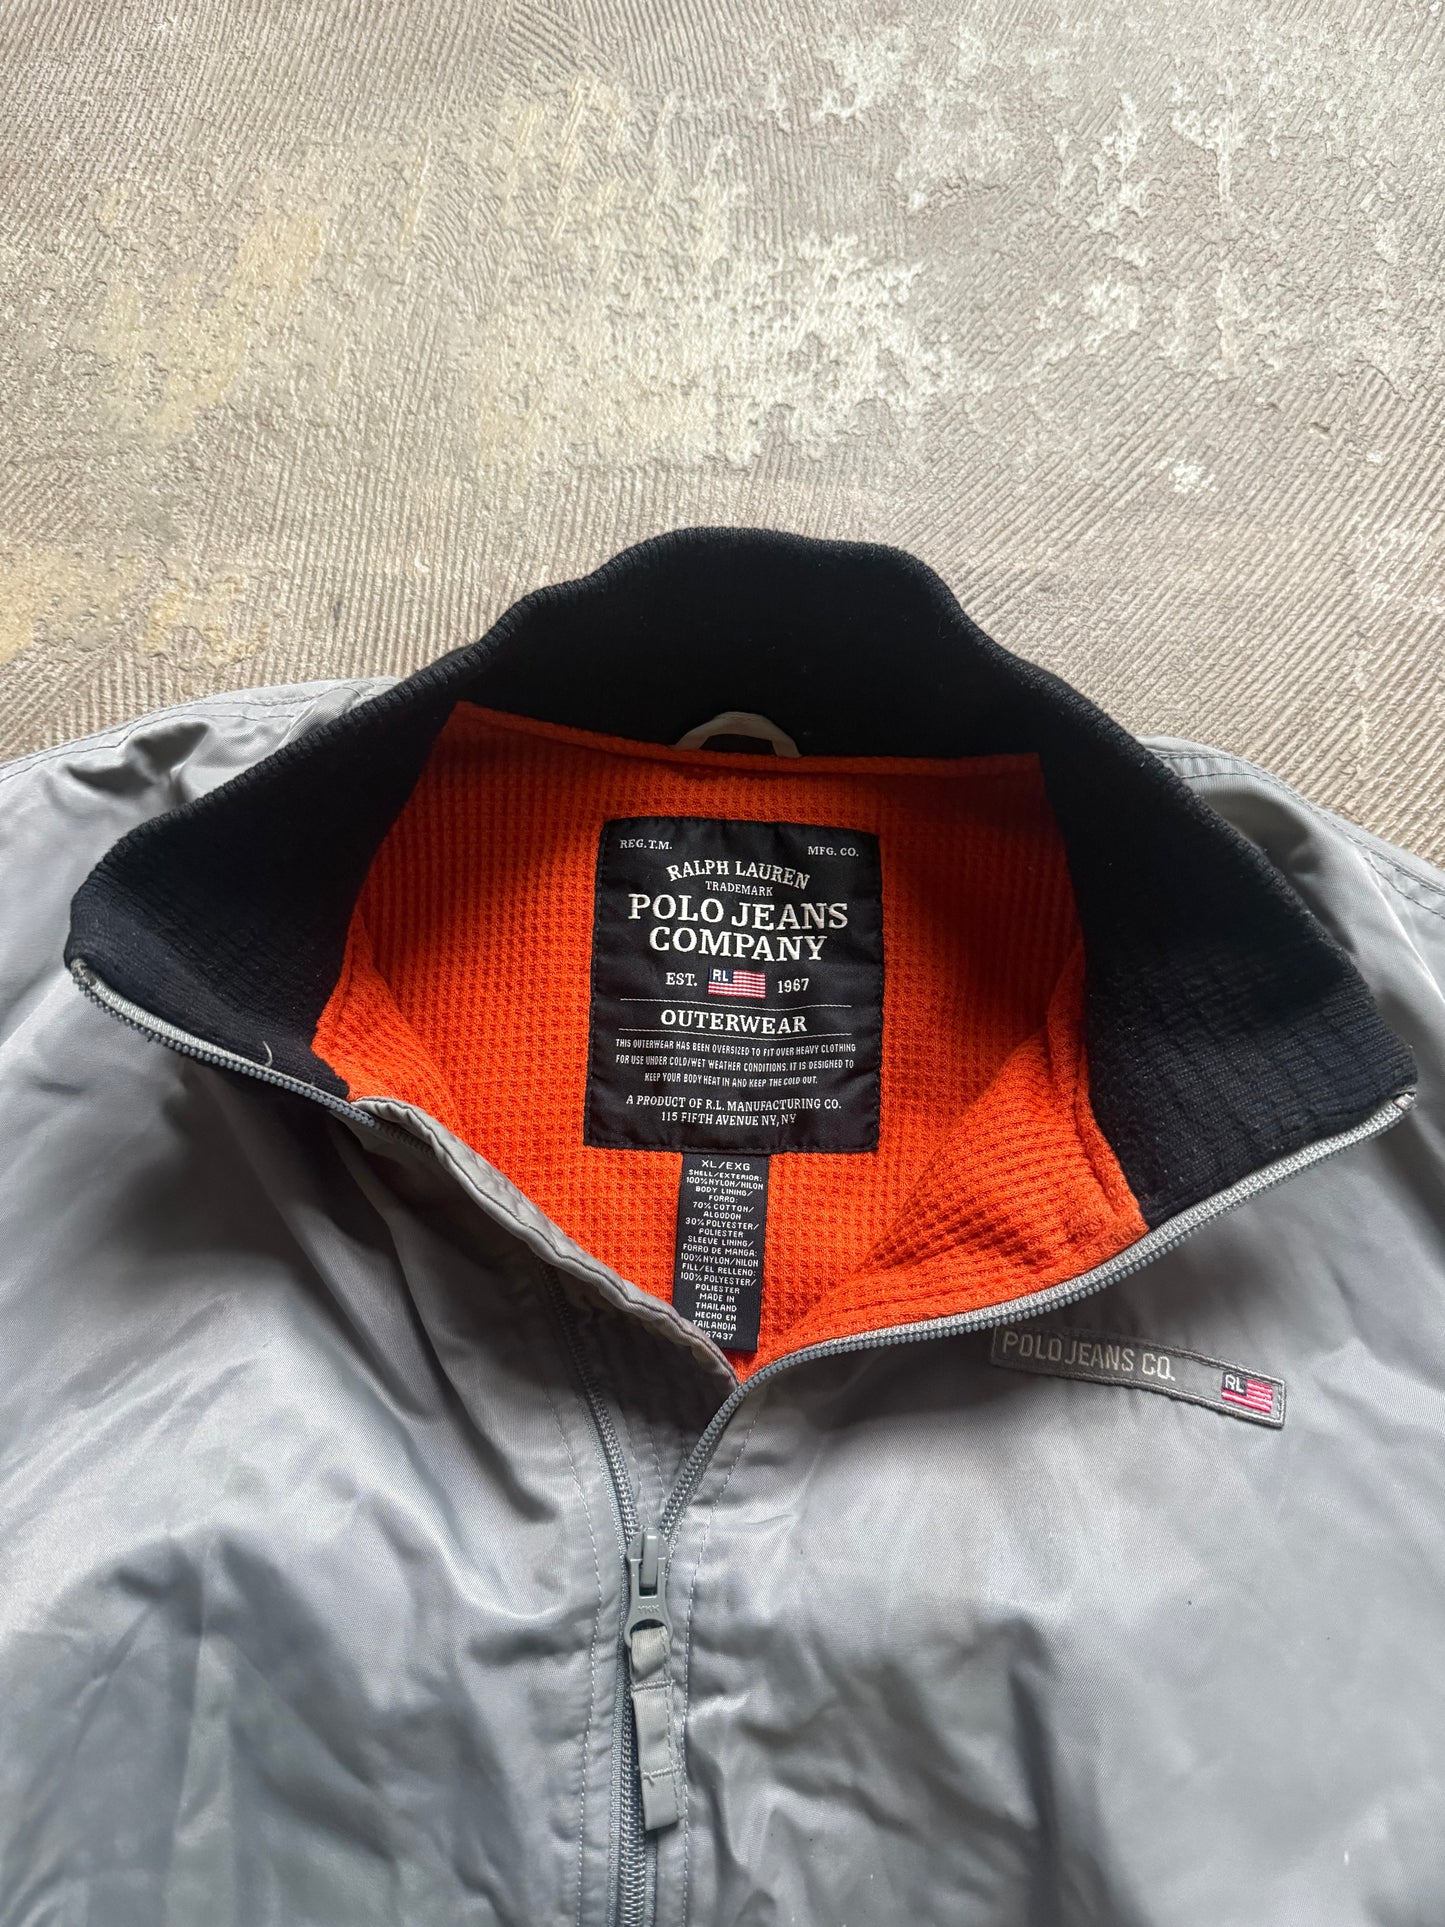 REG.T.M. MFG. CO.
RALPH LAUREN
TRADEMARK
POLO JEANS
COMPANY
EST. RL 1967
OUTERWEAR
THIS OUTERWEAR HAS BEEN OVERSIZED TO FIT OVER HEAVY CLOTHING
FOR USE UNDER COLD/WET WEATHER CONDITIONS. IT IS DESIGNED TO
KEEP YOUR BODY HEAT IN AND KEEP THE COLD OUT.
A PRODUCT OF R.L. MANUFACTURING CO.
115 FIFTH AVENUE NY, NY
XL/EXG
SHELL/EXTERIOR:
100% NYLON/NILON
BODY LINING/
FORRO:
70% COTTON/
ALGODON
30% POLYESTER/
POLIESTER
SLEEVE LINING/
FORRO DE MANGA:
100% NYLON/NILON
FILL/EL RELLENO:
100% POLYESTER/
POLIESTER
MADE IN
THAILAND
HECHO EN
TAILANDIA
67437
POLO JEANS CO. RL
YKK